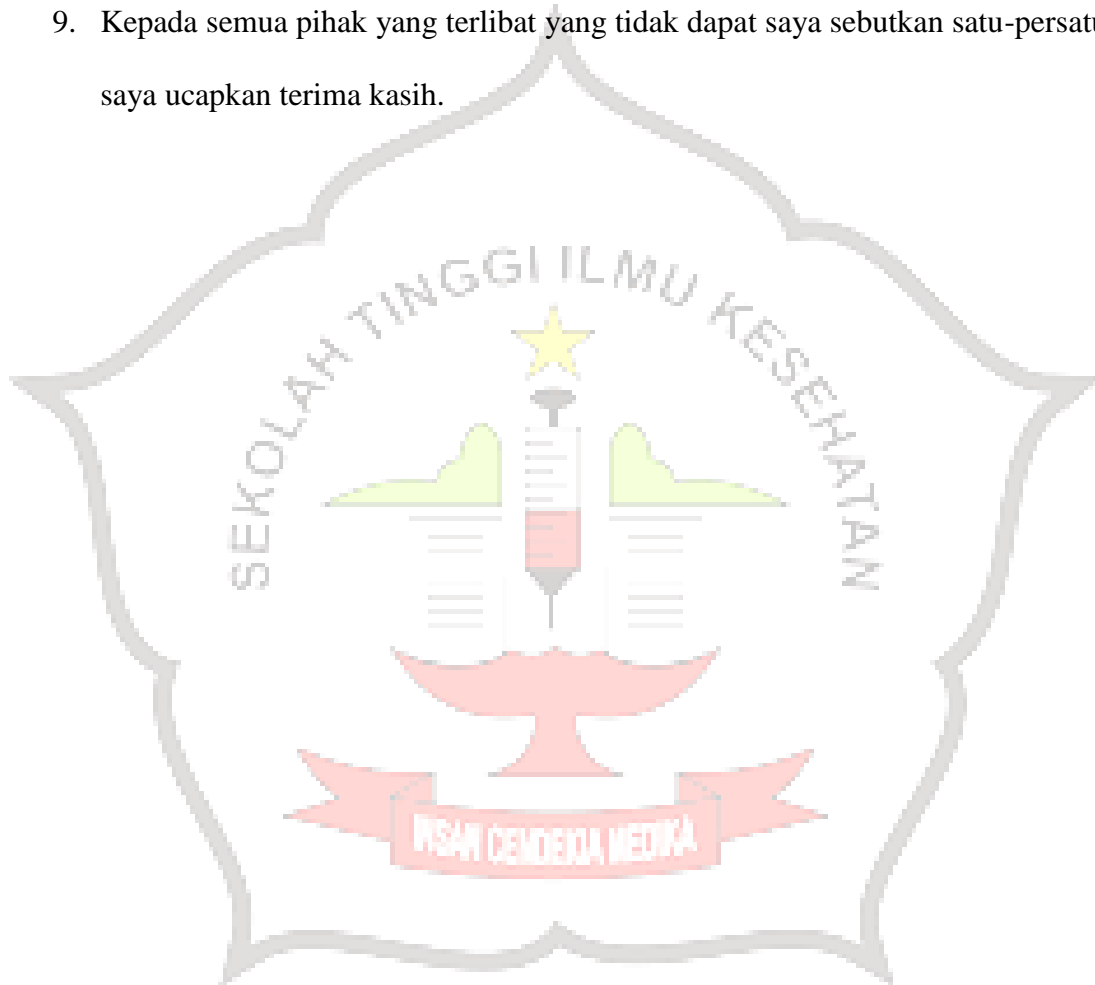 9. Kepada semua pihak yang terlibat yang tidak dapat saya sebutkan satu-persatu
saya ucapkan terima kasih.
SEKOLAH TINGGI ILMU KESEHATAN
INSAN CENDEKIA MEDIKA